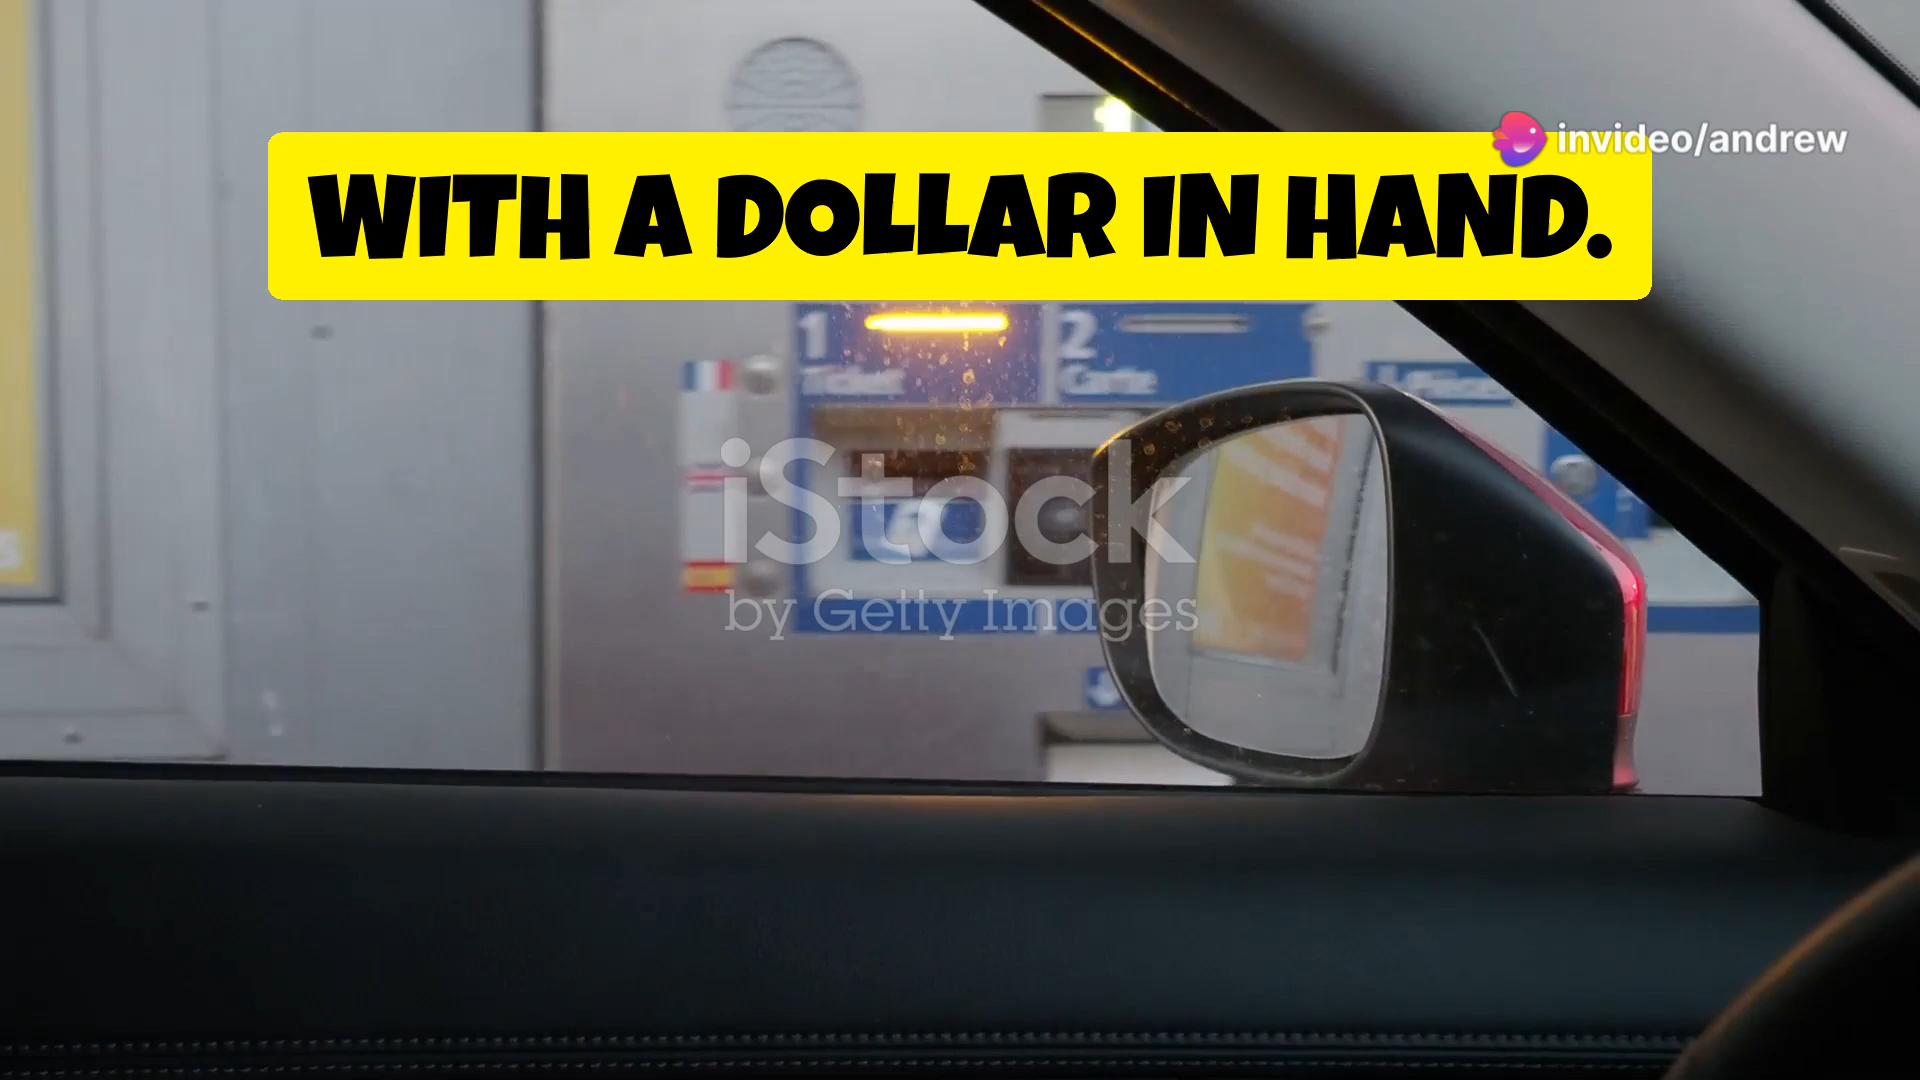 invideo/andrew
WITH A DOLLAR IN HAND.
1
2
Ticket
Carte
iStock
by Getty Images